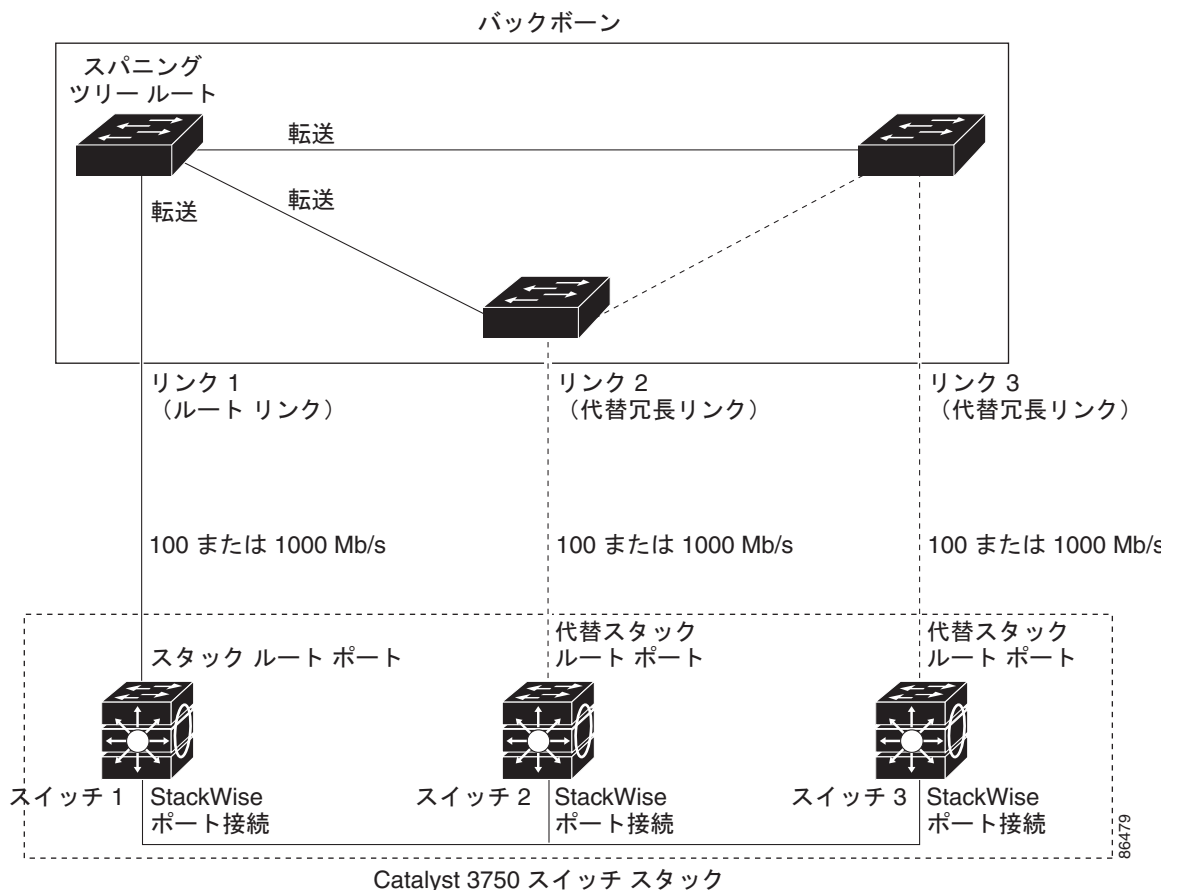 バックボーン
スパニング
ツリー ルート
転送
転送
転送
リンク 1
（ルート リンク）
リンク 2
（代替冗長リンク）
リンク 3
（代替冗長リンク）
100 または 1000 Mb/s
100 または 1000 Mb/s
100 または 1000 Mb/s
スタック ルート ポート
代替スタック
ルート ポート
代替スタック
ルート ポート
スイッチ 1
StackWise
ポート接続
スイッチ 2
StackWise
ポート接続
スイッチ 3
StackWise
ポート接続
86479
Catalyst 3750 スイッチ スタック